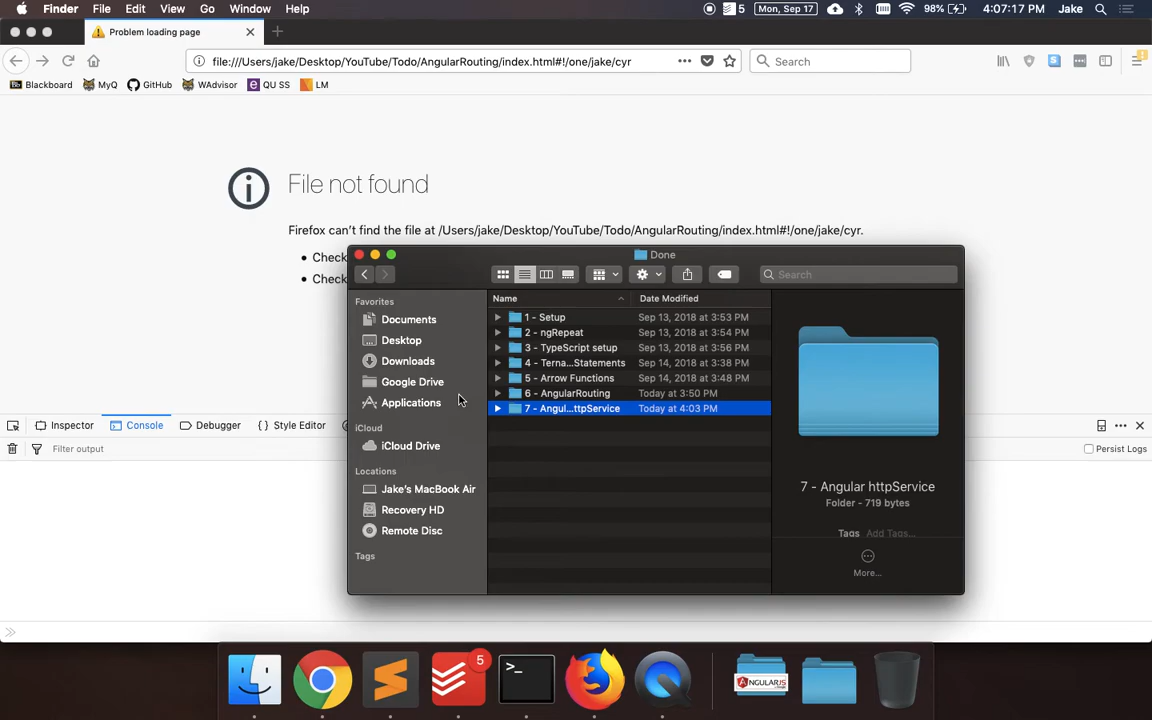 Finder File Edit View Go Window Help 5 Mon, Sep 17 98% 4:07:17 PM Jake
Problem loading page
file:///Users/jake/Desktop/YouTube/Todo/AngularRouting/index.html#!/one/jake/cyr Search
Blackboard MyQ GitHub WAdvisor QU SS LM
File not found
Firefox can't find the file at /Users/jake/Desktop/YouTube/Todo/AngularRouting/index.html#!/one/jake/cyr.
Check
Check
Done
Search
Favorites
Documents
Desktop
Downloads
Google Drive
Applications
iCloud
iCloud Drive
Locations
Jake's MacBook Air
Recovery HD
Remote Disc
Tags
Name Date Modified
1 - Setup Sep 13, 2018 at 3:53 PM
2 - ngRepeat Sep 13, 2018 at 3:54 PM
3 - TypeScript setup Sep 13, 2018 at 3:56 PM
4 - Terna...Statements Sep 14, 2018 at 3:38 PM
5 - Arrow Functions Sep 14, 2018 at 3:48 PM
6 - AngularRouting Today at 3:50 PM
7 - Angul...ttpService Today at 4:03 PM
7 - Angular httpService
Folder - 719 bytes
Tags Add Tags...
More...
Inspector Console Debugger Style Editor
Filter output Persist Logs
5
ANGULARJS